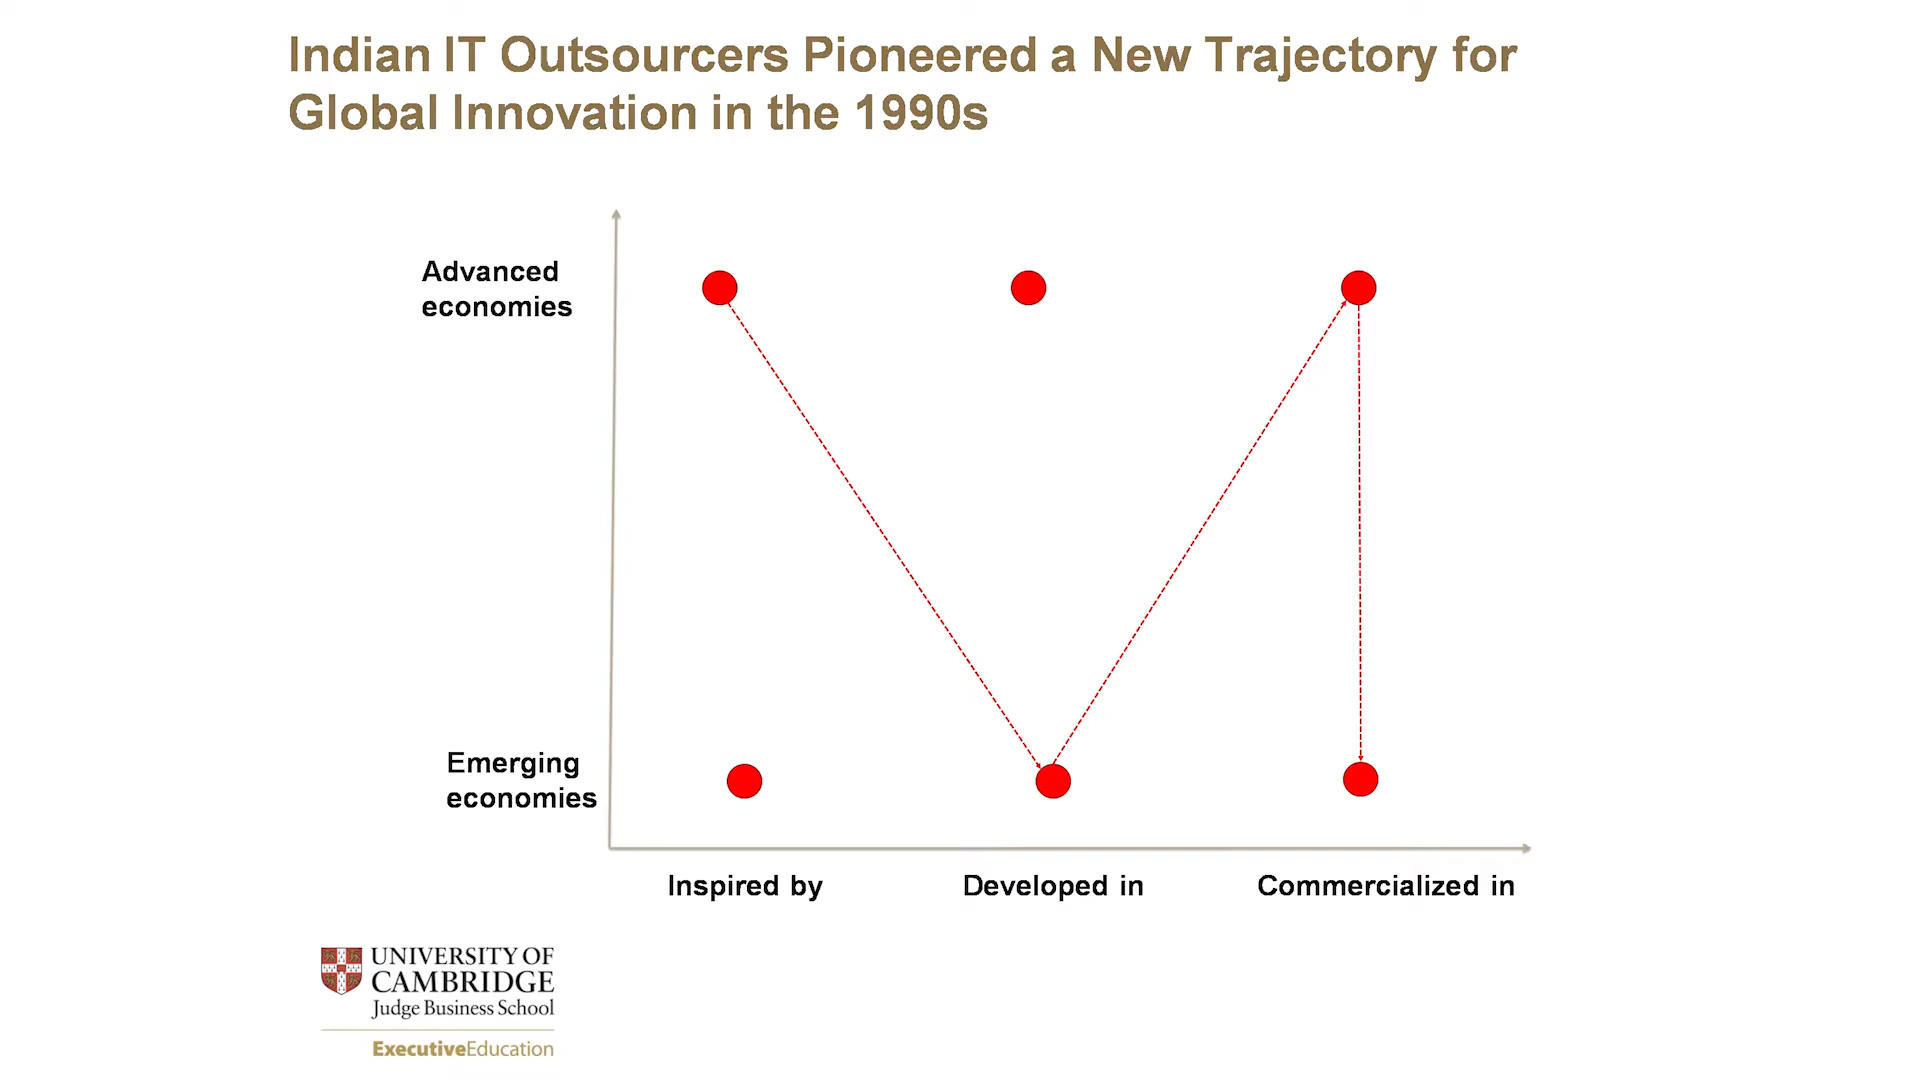 Indian IT Outsourcers Pioneered a New Trajectory for
Global Innovation in the 1990s
Advanced
economies
Emerging
economies
Inspired by
Developed in
Commercialized in
UNIVERSITY OF
CAMBRIDGE
Judge Business School
ExecutiveEducation